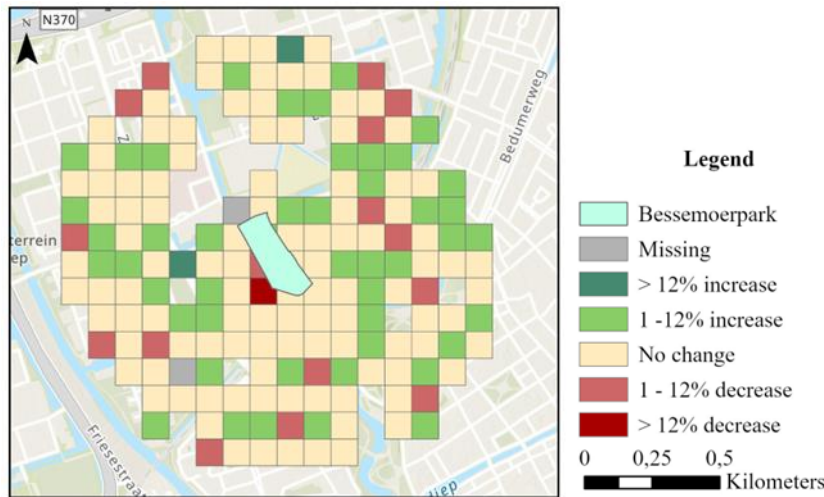 N
N370
Z
Bedumerweg
terrein
ep
Friesestraat
diep
Legend
Bessemoerpark
Missing
> 12% increase
1 -12% increase
No change
1 - 12% decrease
> 12% decrease
0 0,25 0,5
Kilometers